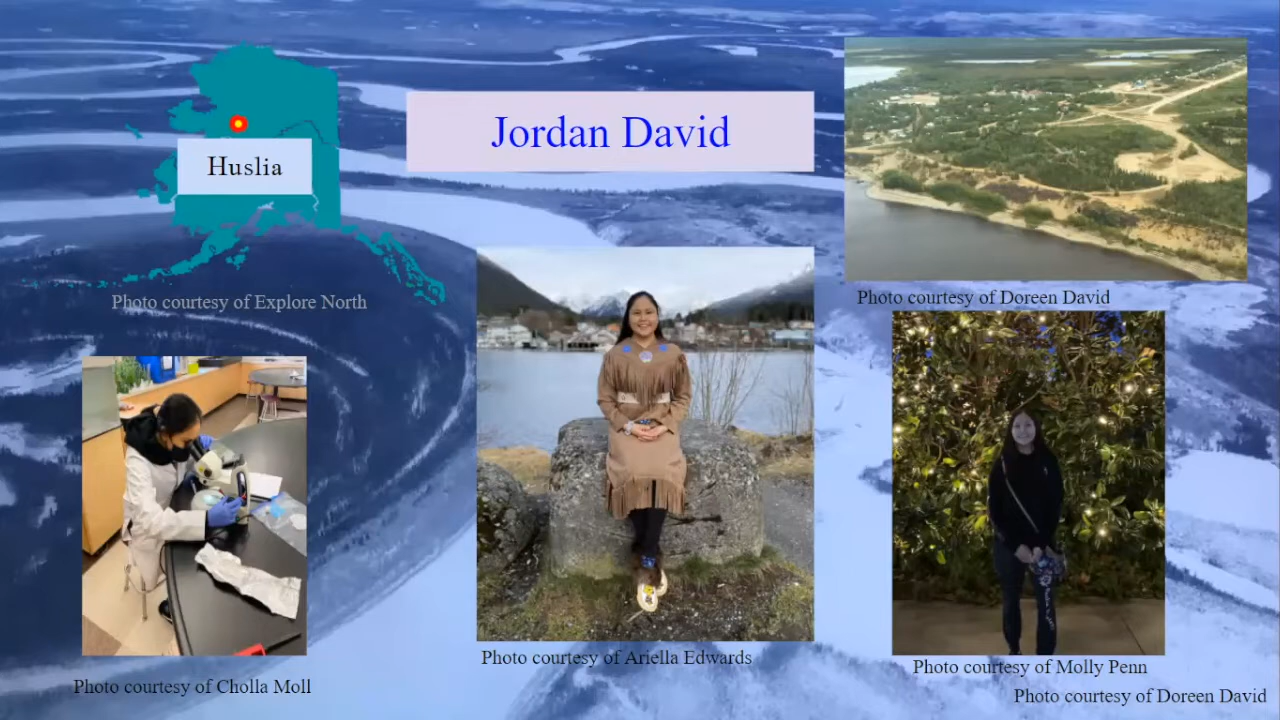 Jordan David
Huslia
Photo courtesy of Explore North
Photo courtesy of Doreen David
Photo courtesy of Cholla Moll
Photo courtesy of Ariella Edwards
Photo courtesy of Molly Penn
Photo courtesy of Doreen David